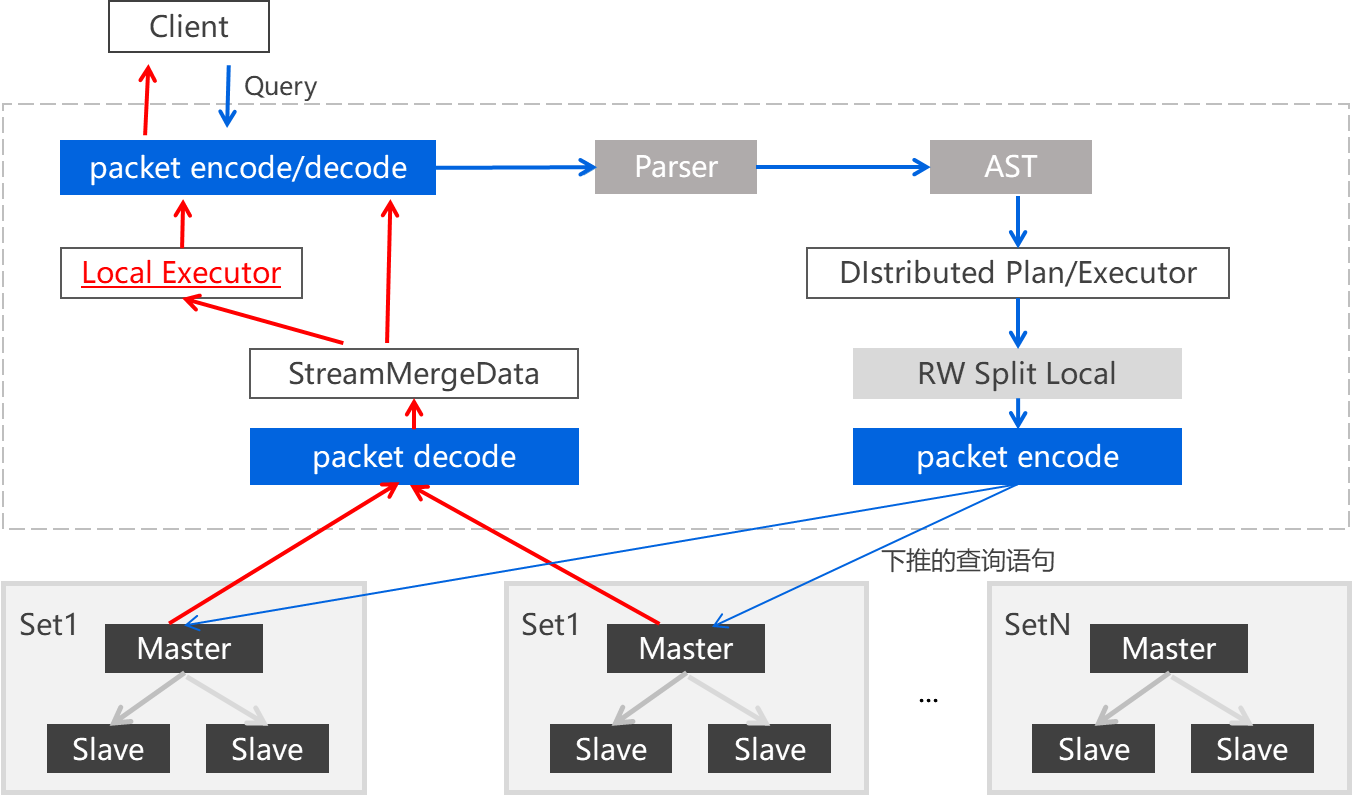 Client
Query
packet encode/decode
Parser
AST
Local Executor
DIstributed Plan/Executor
StreamMergeData
RW Split Local
packet decode
packet encode
下推的查询语句
Set1
Set1
SetN
Master
Master
Master
...
Slave
Slave
Slave
Slave
Slave
Slave